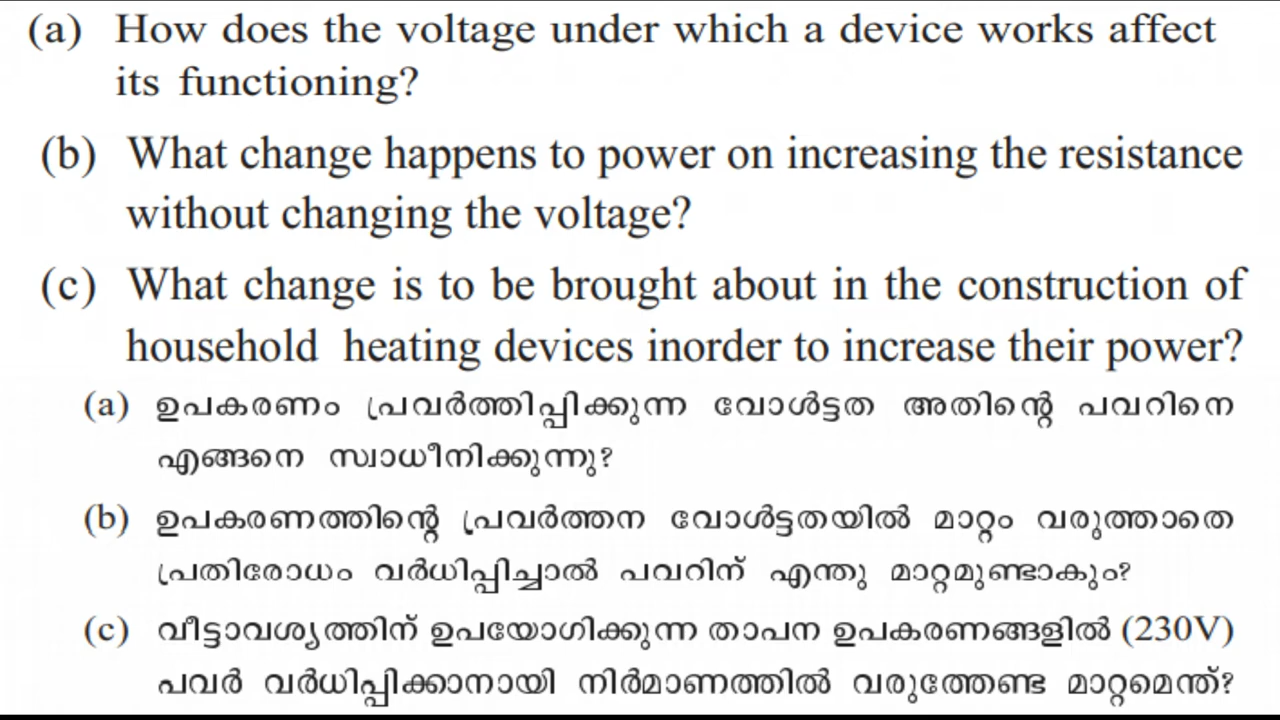 (a) How does the voltage under which a device works affect
its functioning?
(b) What change happens to power on increasing the resistance
without changing the voltage?
(c) What change is to be brought about in the construction of
household heating devices inorder to increase their power?
(a) ഉപകരണം പ്രവർത്തിപ്പിക്കുന്ന വോൾട്ടത അതിന്റെ പവറിനെ
എങ്ങനെ സ്വാധീനിക്കുന്നു?
(b) ഉപകരണത്തിന്റെ പ്രവർത്തന വോൾട്ടതയിൽ മാറ്റം വരുത്താതെ
പ്രതിരോധം വർധിപ്പിച്ചാൽ പവറിന് എന്തു മാറ്റമുണ്ടാകും?
(c) വീട്ടാവശ്യത്തിന് ഉപയോഗിക്കുന്ന താപന ഉപകരണങ്ങളിൽ (230V)
പവർ വർധിപ്പിക്കാനായി നിർമാണത്തിൽ വരുത്തേണ്ട മാറ്റമെന്ത്?